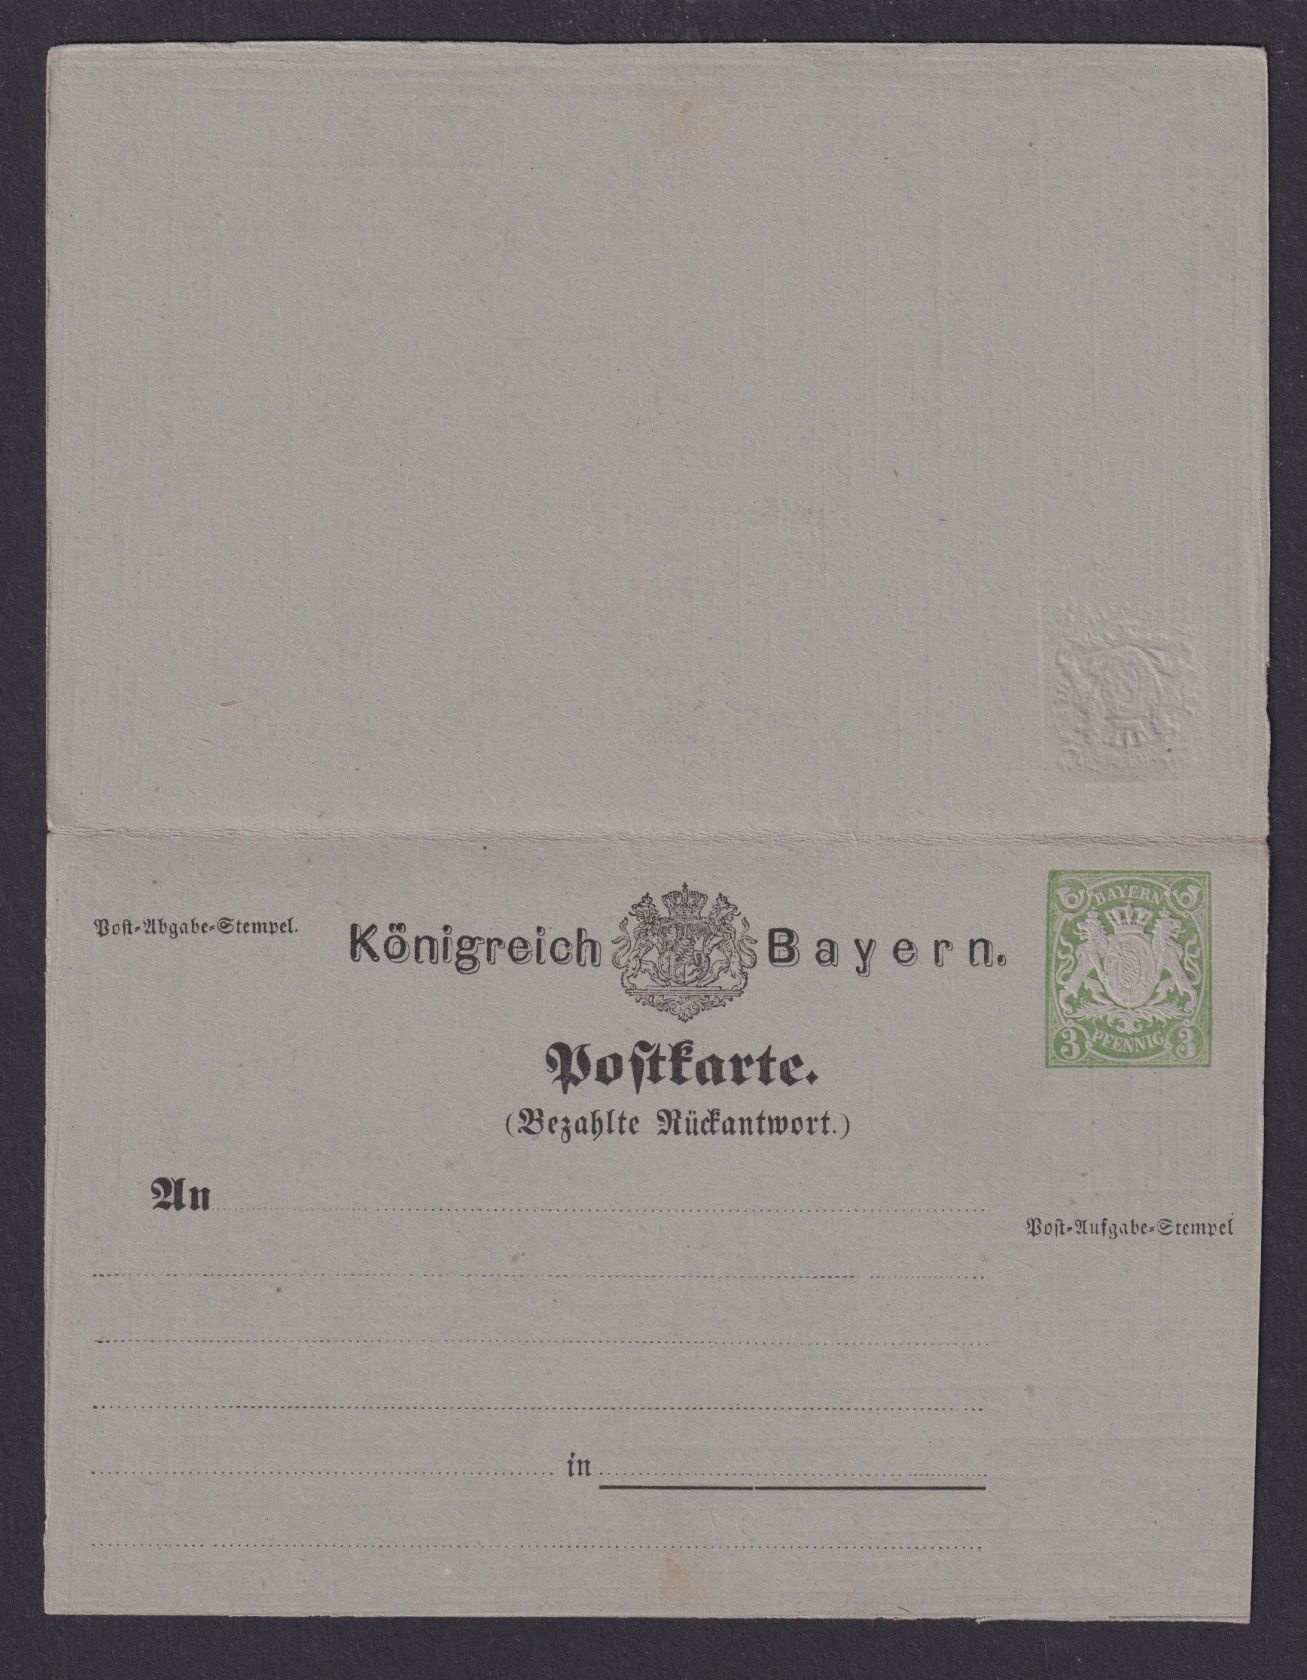 Post-Abgabe-Stempel.
Königreich Bayern.
BAYERN
3 PFENNIG 3
Postkarte.
(Bezahlte Rückantwort.)
An
Post-Aufgabe-Stempel
in